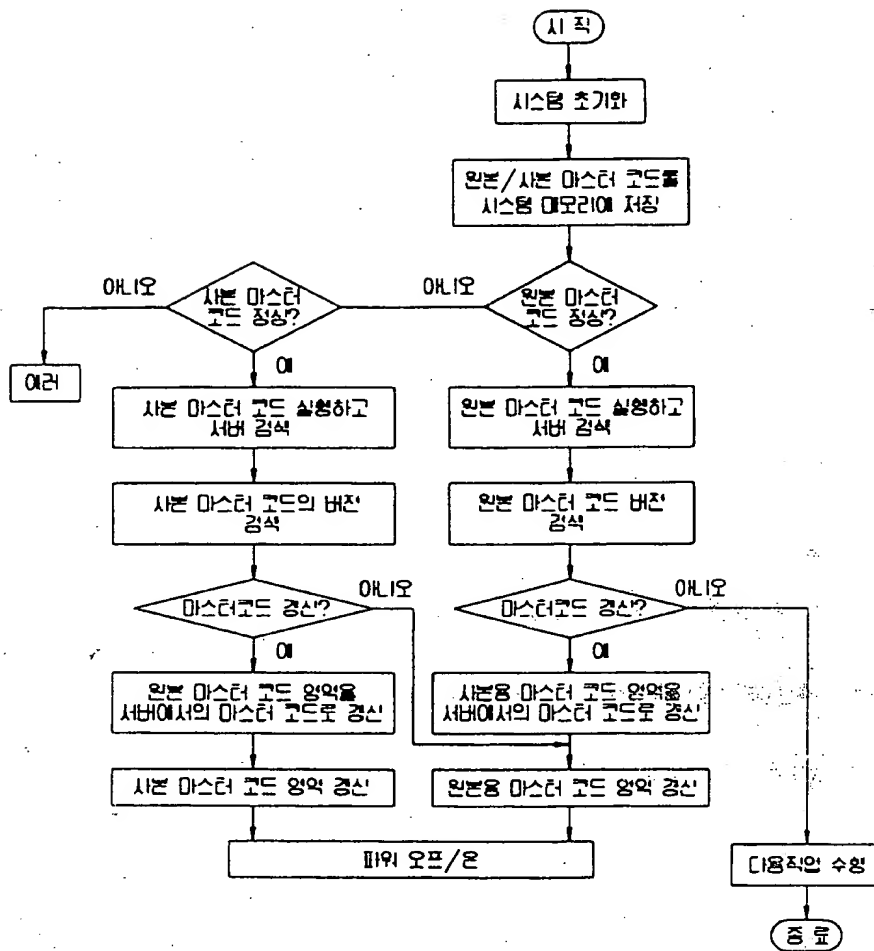 시 작
시스템 초기화
원본/사본 마스터 코드를
시스템 메모리에 저장
아니오
사본 마스터
코드 정상?
아니오
원본 마스터
코드 정상?
에러
예
예
사본 마스터 코드 실행하고
서버 검색
원본 마스터 코드 실행하고
서버 검색
사본 마스터 코드의 버전
검색
원본 마스터 코드 버전
검색
마스터코드 갱신?
아니오
마스터코드 갱신?
아니오
예
예
원본 마스터 코드 영역을
서버에서의 마스터 코드로 갱신
사본용 마스터 코드 영역을
서버에서의 마스터 코드로 갱신
사본 마스터 코드 영역 갱신
원본용 마스터 코드 영역 갱신
파워 오프/온
다음작업 수행
종 료